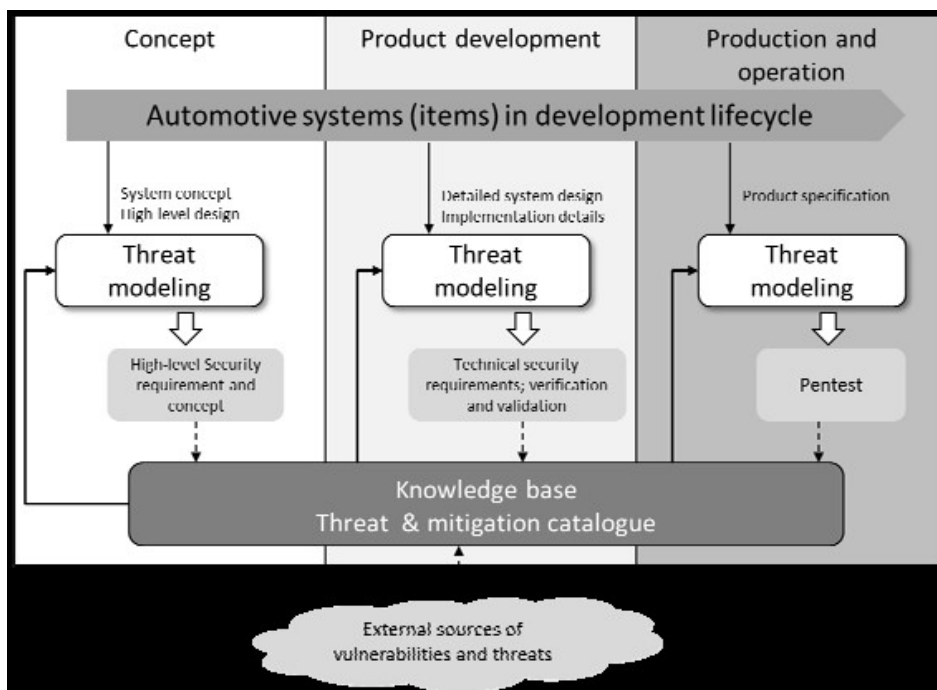 Concept
Product development
Production and
operation
Automotive systems (items) in development lifecycle
System concept
High level design
Detailed system design
Implementation details
Product specification
Threat
modeling
Threat
modeling
Threat
modeling
High-level Security
requirement and
concept
Technical security
requirements; verification
and validation
Pentest
Knowledge base
Threat & mitigation catalogue
External sources of
vulnerabilities and threats